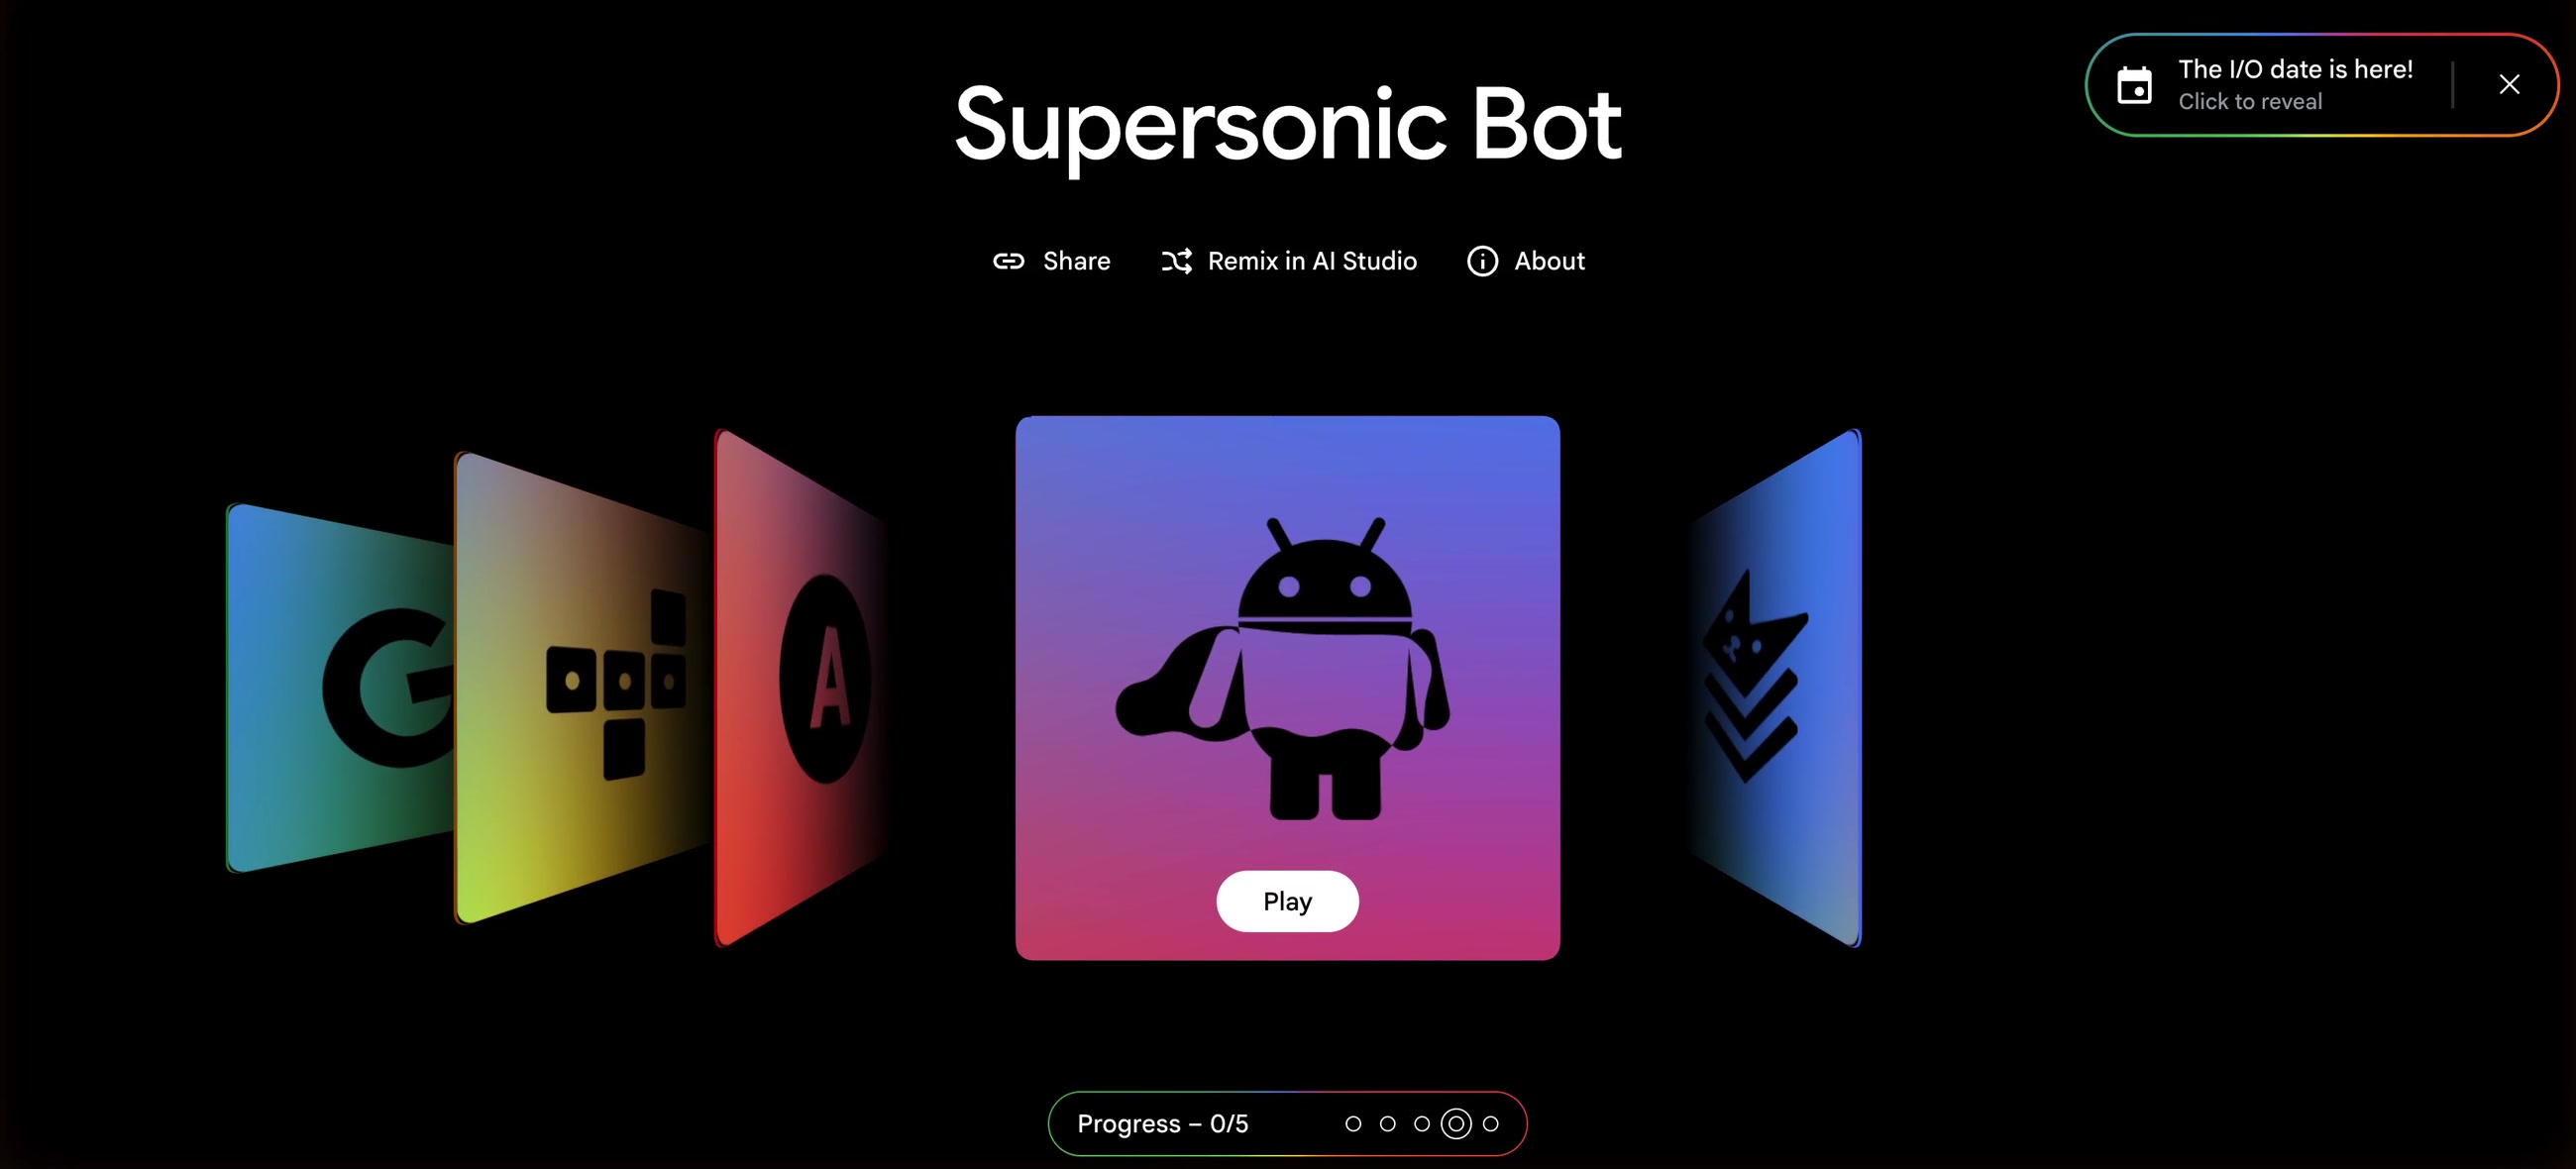 The I/O date is here!
Click to reveal
Supersonic Bot
Share
Remix in AI Studio
About
G
A
Play
Progress – 0/5